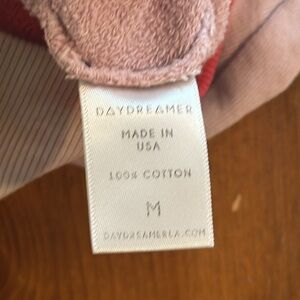 DAYDREAMER
MADE IN
USA
100% COTTON
M
DAYDREAMERLA.COM